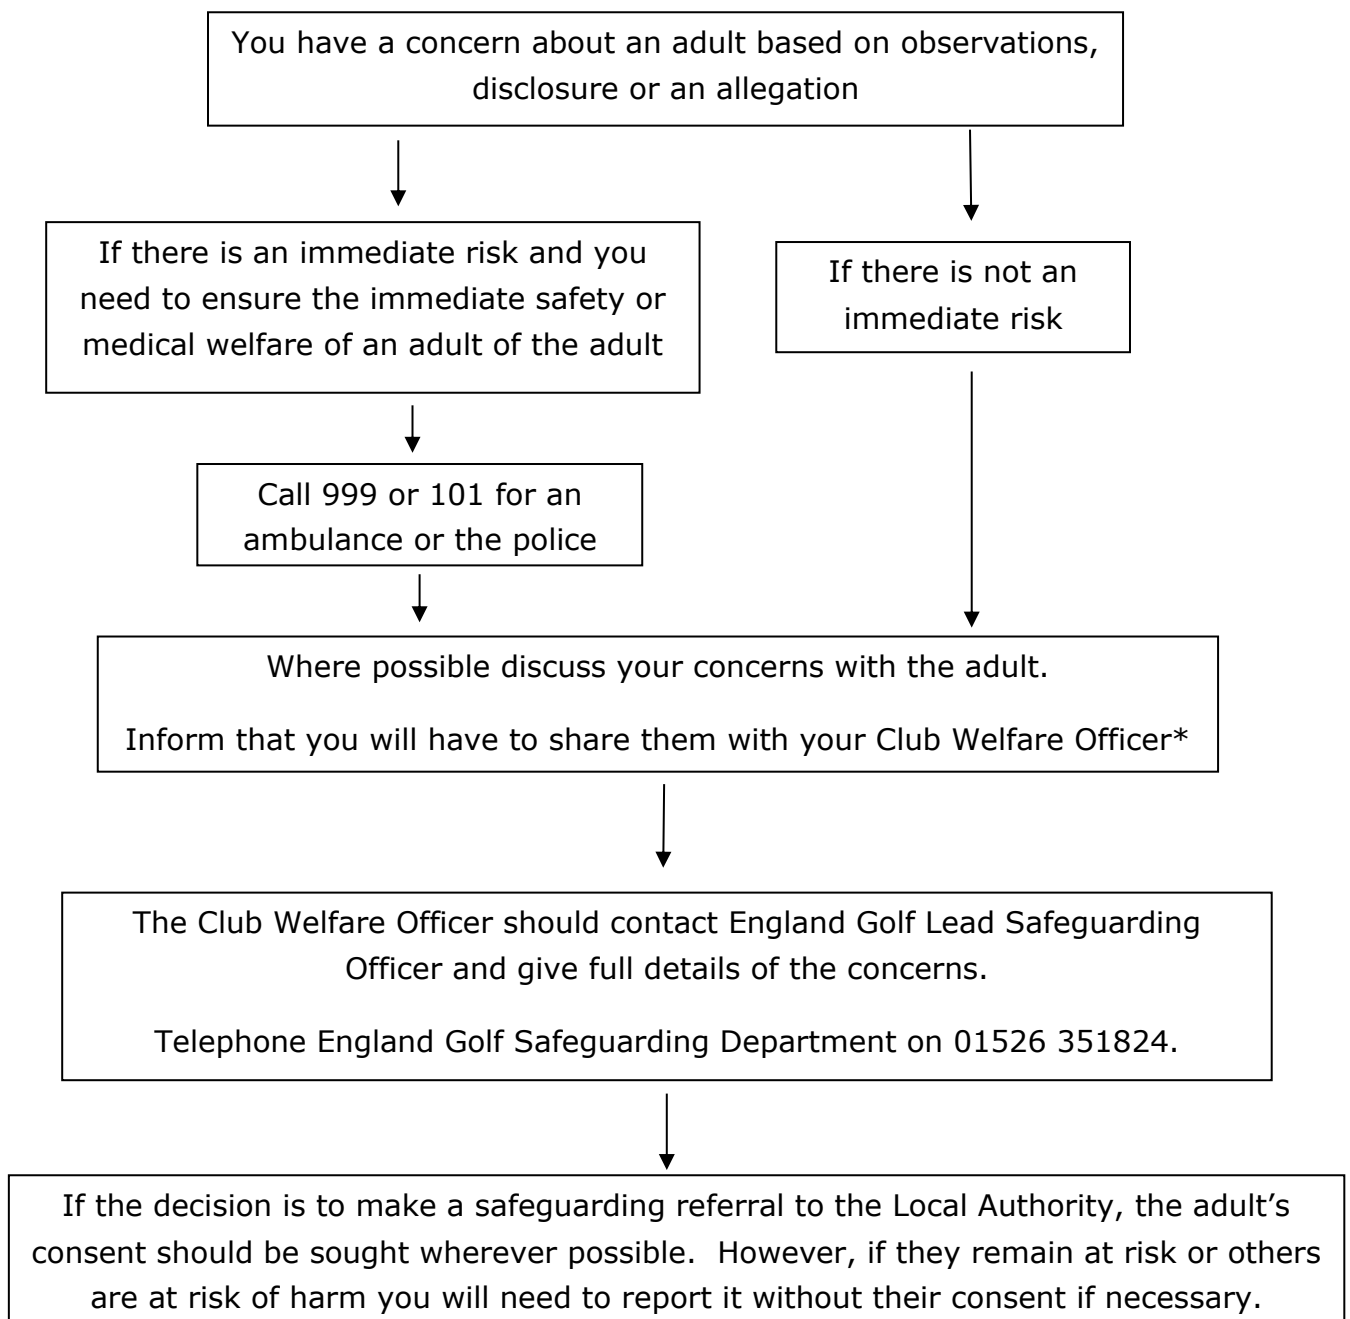 You have a concern about an adult based on observations,
disclosure or an allegation
If there is an immediate risk and you
need to ensure the immediate safety or
medical welfare of an adult of the adult
If there is not an
immediate risk
Call 999 or 101 for an
ambulance or the police
Where possible discuss your concerns with the adult.
Inform that you will have to share them with your Club Welfare Officer*
The Club Welfare Officer should contact England Golf Lead Safeguarding
Officer and give full details of the concerns.
Telephone England Golf Safeguarding Department on 01526 351824.
If the decision is to make a safeguarding referral to the Local Authority, the adult’s
consent should be sought wherever possible.  However, if they remain at risk or others
are at risk of harm you will need to report it without their consent if necessary.